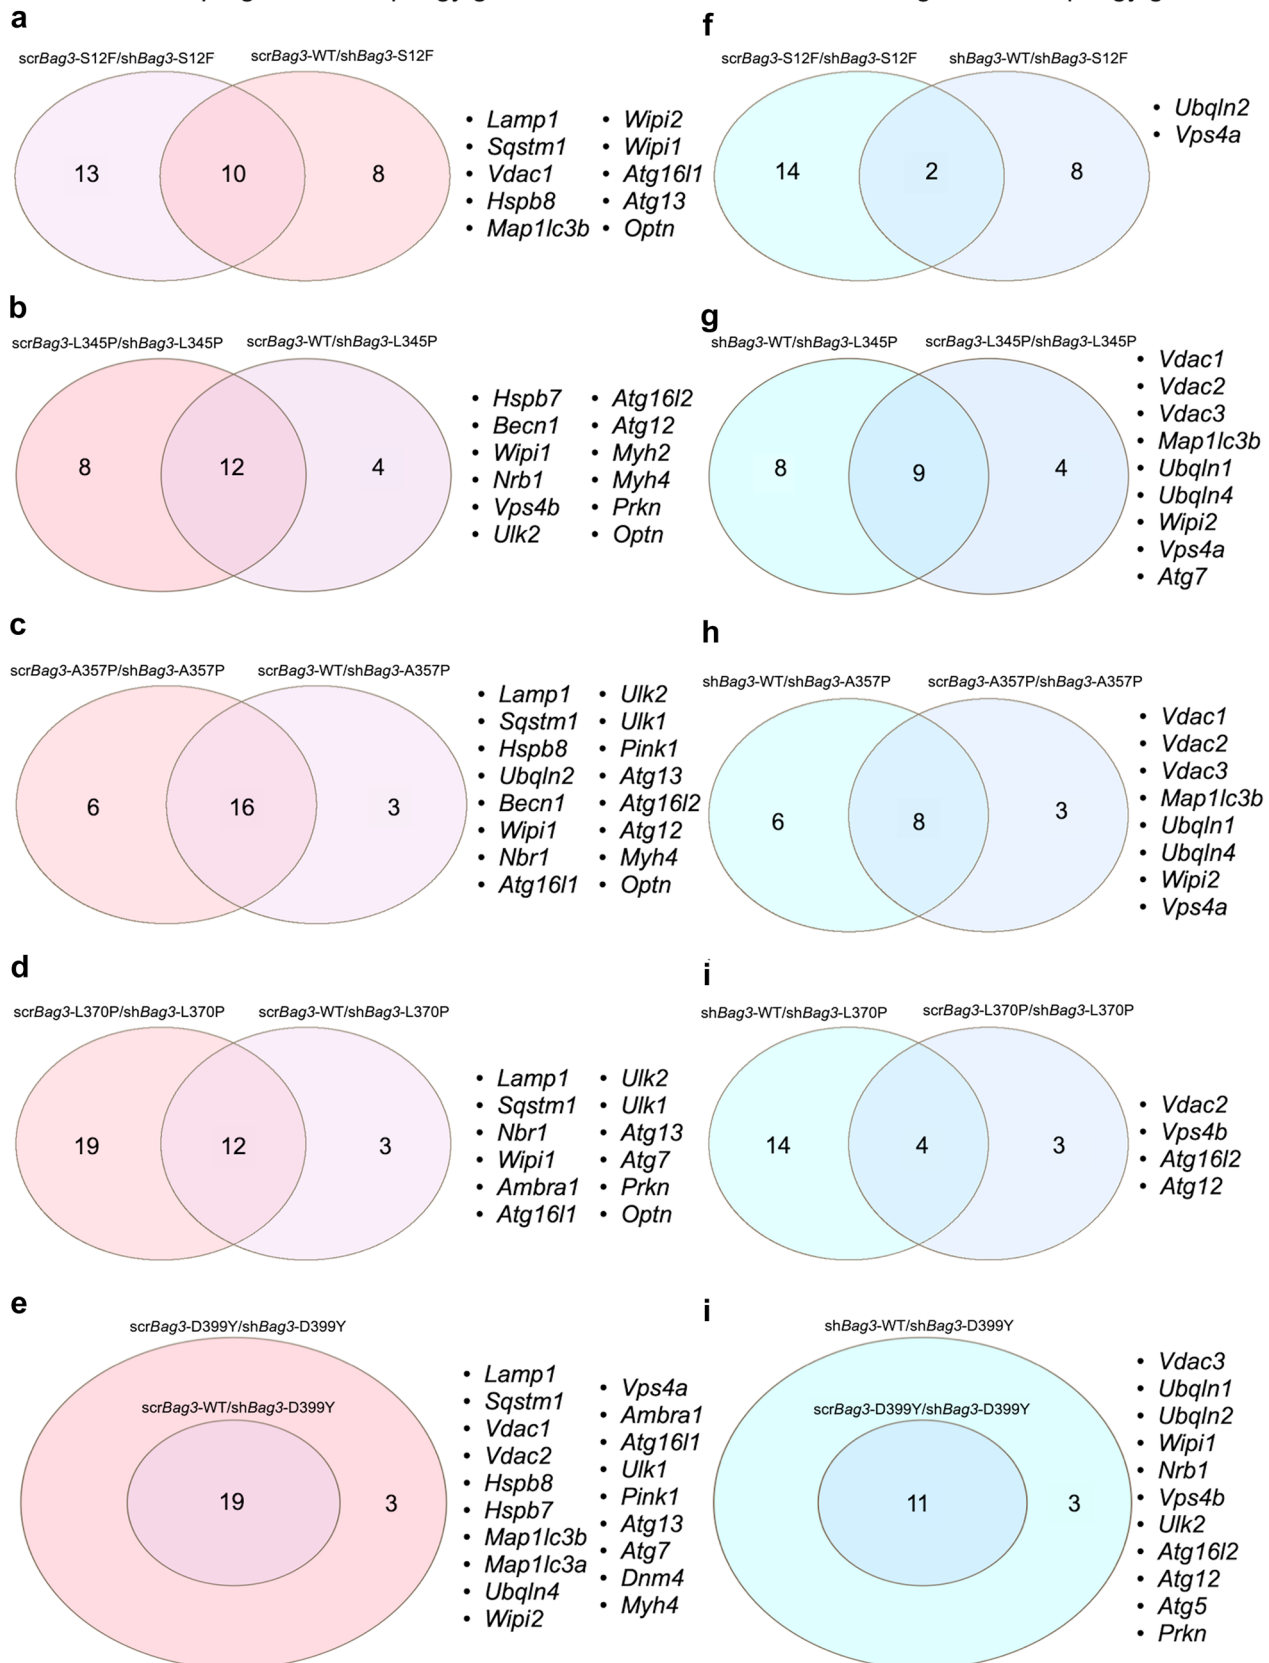 a
scrBag3-S12F/shBag3-S12F
scrBag3-WT/shBag3-S12F
13
10
8
• Lamp1
• Sqstm1
• Vdac1
• Hspb8
• Map1lc3b
• Wipi2
• Wipi1
• Atg16l1
• Atg13
• Optn
f
scrBag3-S12F/shBag3-S12F
shBag3-WT/shBag3-S12F
14
2
8
• Ubqln2
• Vps4a
b
scrBag3-L345P/shBag3-L345P
scrBag3-WT/shBag3-L345P
8
12
4
• Hspb7
• Becn1
• Wipi1
• Nrb1
• Vps4b
• Ulk2
• Atg16l2
• Atg12
• Myh2
• Myh4
• Prkn
• Optn
g
shBag3-WT/shBag3-L345P
scrBag3-L345P/shBag3-L345P
8
9
4
• Vdac1
• Vdac2
• Vdac3
• Map1lc3b
• Ubqln1
• Ubqln4
• Wipi2
• Vps4a
• Atg7
c
scrBag3-A357P/shBag3-A357P
scrBag3-WT/shBag3-A357P
6
16
3
• Lamp1
• Sqstm1
• Hspb8
• Ubqln2
• Becn1
• Wipi1
• Nbr1
• Atg16l1
• Ulk2
• Ulk1
• Pink1
• Atg13
• Atg16l2
• Atg12
• Myh4
• Optn
h
shBag3-WT/shBag3-A357P
scrBag3-A357P/shBag3-A357P
6
8
3
• Vdac1
• Vdac2
• Vdac3
• Map1lc3b
• Ubqln1
• Ubqln4
• Wipi2
• Vps4a
d
scrBag3-L370P/shBag3-L370P
scrBag3-WT/shBag3-L370P
19
12
3
• Lamp1
• Sqstm1
• Nbr1
• Wipi1
• Ambra1
• Atg16l1
• Ulk2
• Ulk1
• Atg13
• Atg7
• Prkn
• Optn
i
shBag3-WT/shBag3-L370P
scrBag3-L370P/shBag3-L370P
14
4
3
• Vdac2
• Vps4b
• Atg16l2
• Atg12
e
scrBag3-D399Y/shBag3-D399Y
scrBag3-WT/shBag3-D399Y
19
3
• Lamp1
• Sqstm1
• Vdac1
• Vdac2
• Hspb8
• Hspb7
• Map1lc3b
• Map1lc3a
• Ubqln4
• Wipi2
• Vps4a
• Ambra1
• Atg16l1
• Ulk1
• Pink1
• Atg13
• Atg7
• Dnm4
• Myh4
i
shBag3-WT/shBag3-D399Y
scrBag3-D399Y/shBag3-D399Y
11
3
• Vdac3
• Ubqln1
• Ubqln2
• Wipi1
• Nrb1
• Vps4b
• Ulk2
• Atg16l2
• Atg12
• Atg5
• Prkn